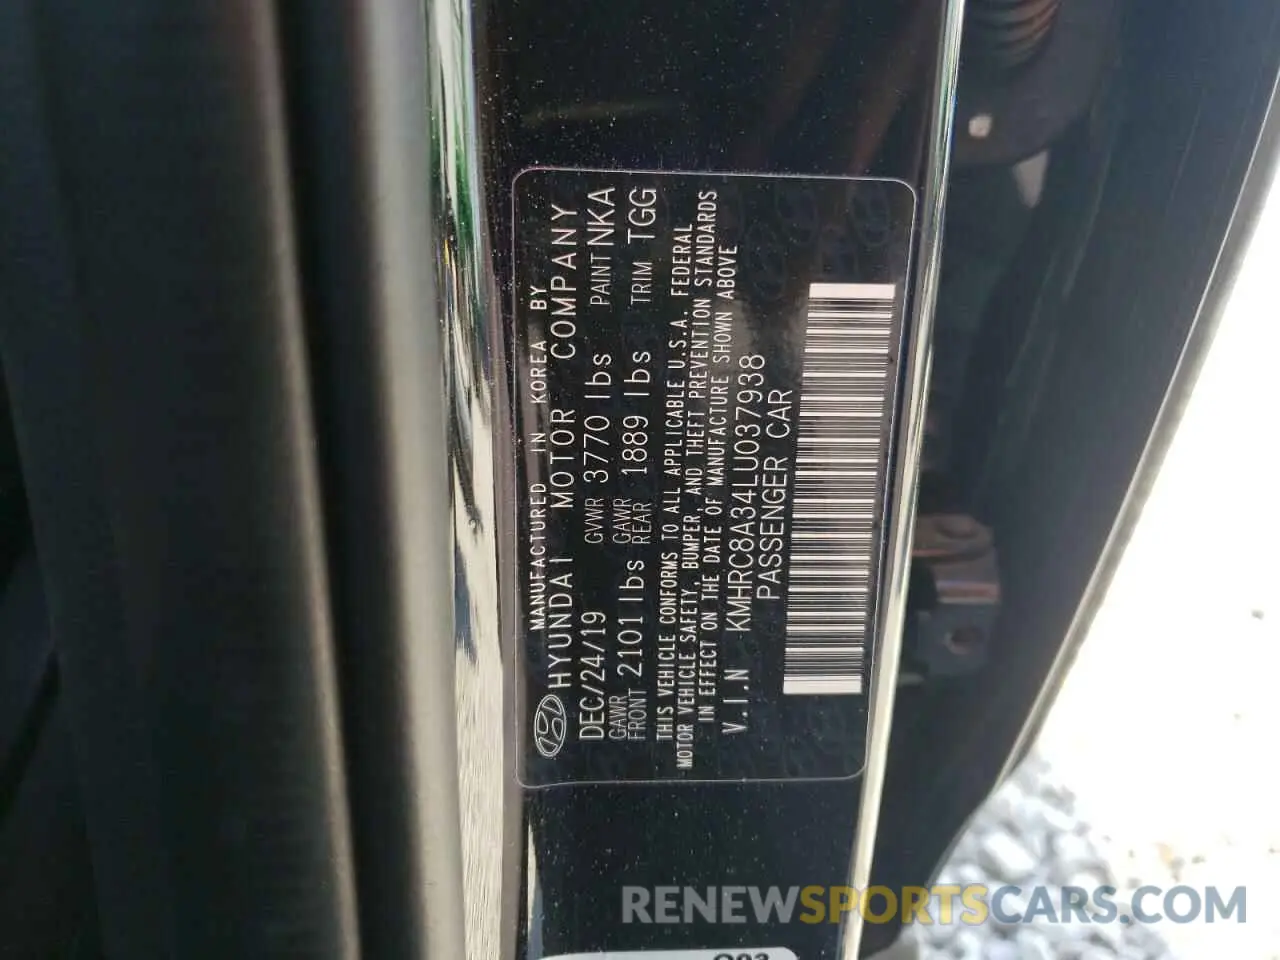 MANUFACTURED IN KOREA BY
HYUNDAI MOTOR COMPANY
DEC/24/19 GVWR 3770 lbs PAINT NKA
GAWR FRONT 2101 lbs GAWR REAR 1889 lbs TRIM TGG
THIS VEHICLE CONFORMS TO ALL APPLICABLE U.S.A. FEDERAL
MOTOR VEHICLE SAFETY, BUMPER, AND THEFT PREVENTION STANDARDS
IN EFFECT ON THE DATE OF MANUFACTURE SHOWN ABOVE
V.I.N KMHRC8A34LU037938
PASSENGER CAR
RENEWSPORTSCARS.COM